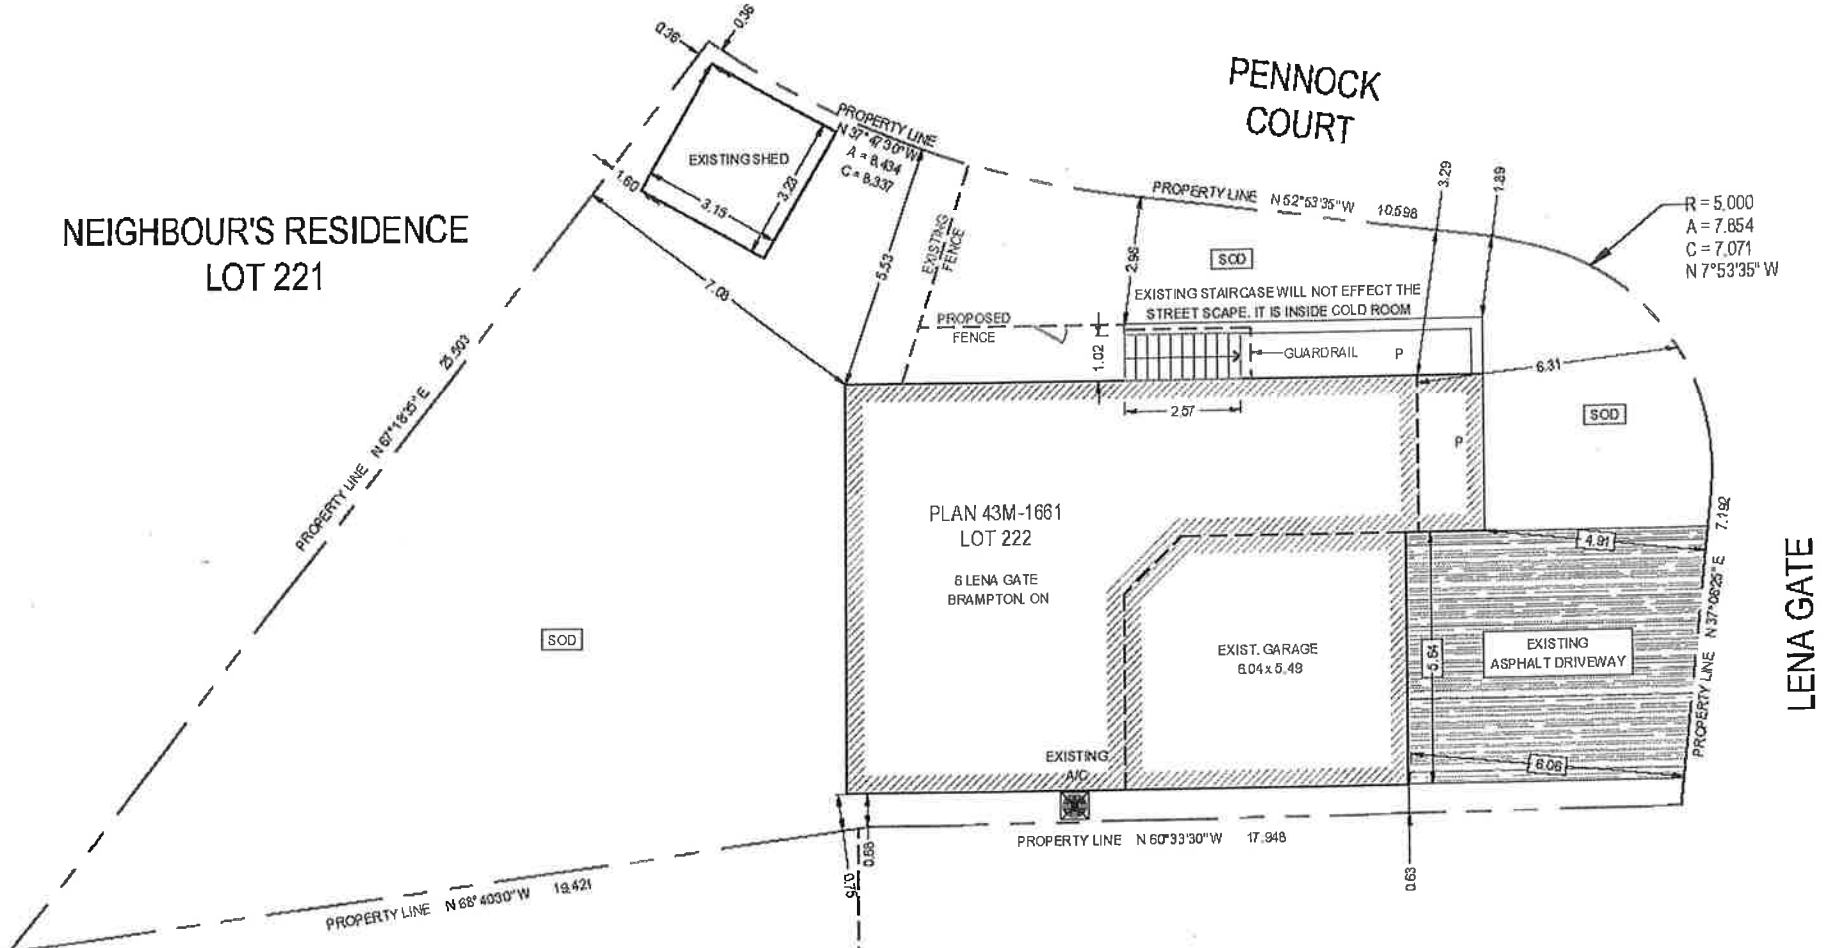 0.36
0.36
PENNOCK
COURT
PROPERTY LINE
N 37°47'30" W
A = 8.434
C = 8.337
EXISTING SHED
3.23
3.15
1.60
NEIGHBOUR'S RESIDENCE
LOT 221
7.08
5.53
EXISTING
FENCE
PROPERTY LINE N 52°53'35" W 10.598
3.29
1.89
R = 5.000
A = 7.854
C = 7.071
N 7°53'35" W
2.98
SOD
EXISTING STAIRCASE WILL NOT EFFECT THE
STREET SCAPE. IT IS INSIDE COLD ROOM
PROPOSED
FENCE
1.02
GUARDRAIL
P
6.31
2.57
SOD
P
PROPERTY LINE N 67°18'35" E 25.503
PLAN 43M-1661
LOT 222
6 LENA GATE
BRAMPTON. ON
4.91
PROPERTY LINE N 37°06'25" E 7.192
LENA GATE
SOD
EXIST. GARAGE
6.04 x 5.49
5.64
EXISTING
ASPHALT DRIVEWAY
EXISTING
A/C
6.06
PROPERTY LINE N 60°33'30" W 17.948
0.68
0.75
0.63
PROPERTY LINE N 68°40'30" W 19.421